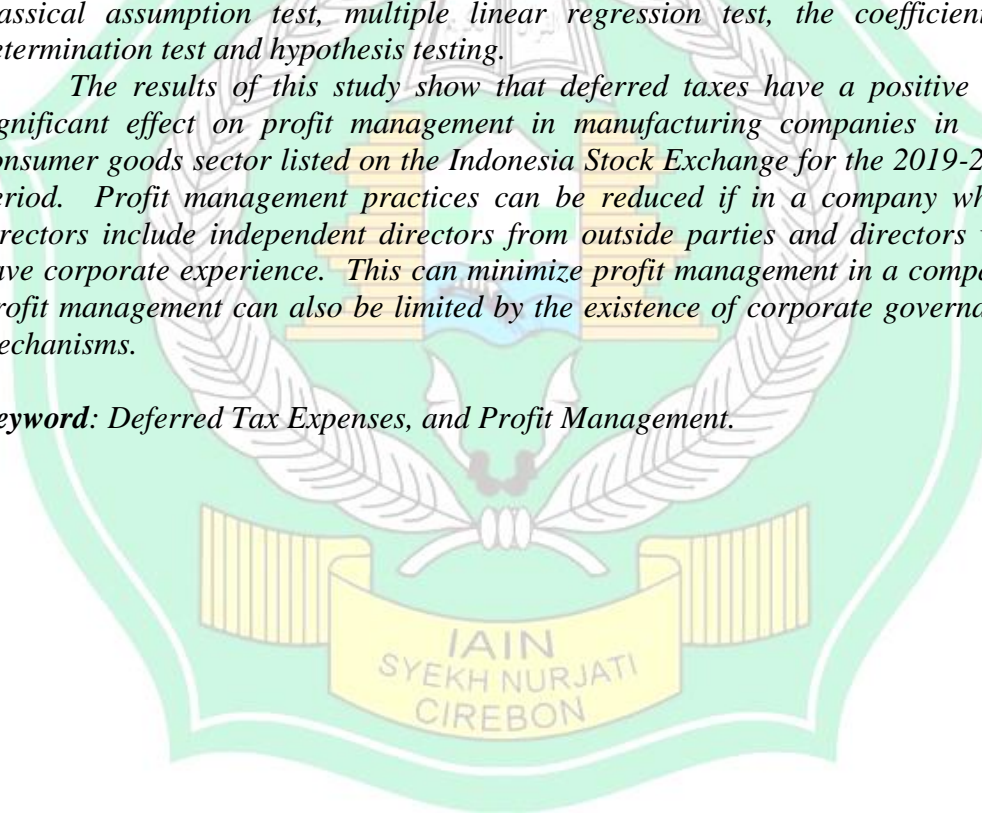 assical assumption test, multiple linear regression test, the coefficient
etermination test and hypothesis testing.
The results of this study show that deferred taxes have a positive
gnificant effect on profit management in manufacturing companies in
onsumer goods sector listed on the Indonesia Stock Exchange for the 2019-2
eriod. Profit management practices can be reduced if in a company wh
rectors include independent directors from outside parties and directors
ave corporate experience. This can minimize profit management in a compa
rofit management can also be limited by the existence of corporate governa
echanisms.
eyword: Deferred Tax Expenses, and Profit Management.
IAIN
SYEKH NURJATI
CIREBON